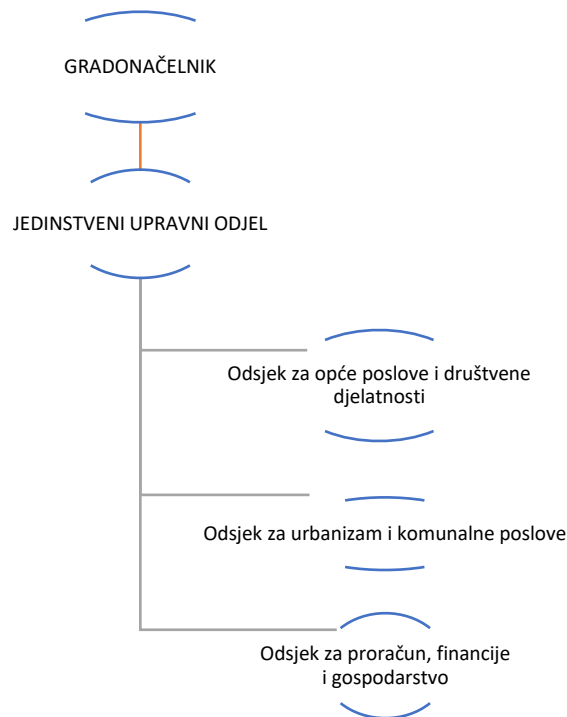 GRADONAČELNIK
JEDINSTVENI UPRAVNI ODJEL
Odsjek za opće poslove i društvene
djelatnosti
Odsjek za urbanizam i komunalne poslove
Odsjek za proračun, financije
i gospodarstvo